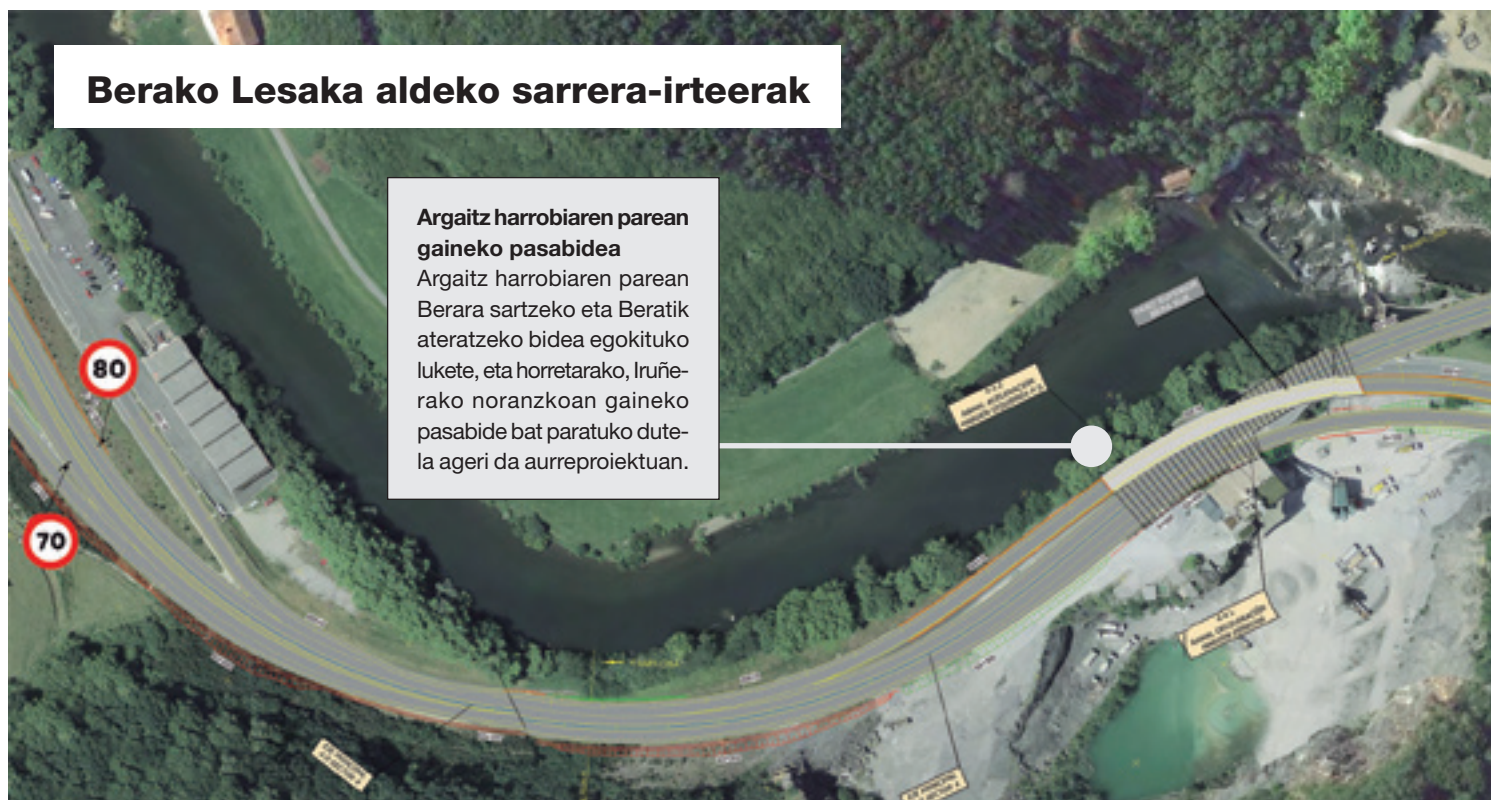 Berako Lesaka aldeko sarrera-irteerak
Argaitz harrobiaren parean
gaineko pasabidea
Argaitz harrobiaren parean
Berara sartzeko eta Beratik
ateratzeko bidea egokituko
lukete, eta horretarako, Iruñe-
rako noranzkoan gaineko
pasabide bat paratuko dute-
la ageri da aurreproiektuan.
80
70